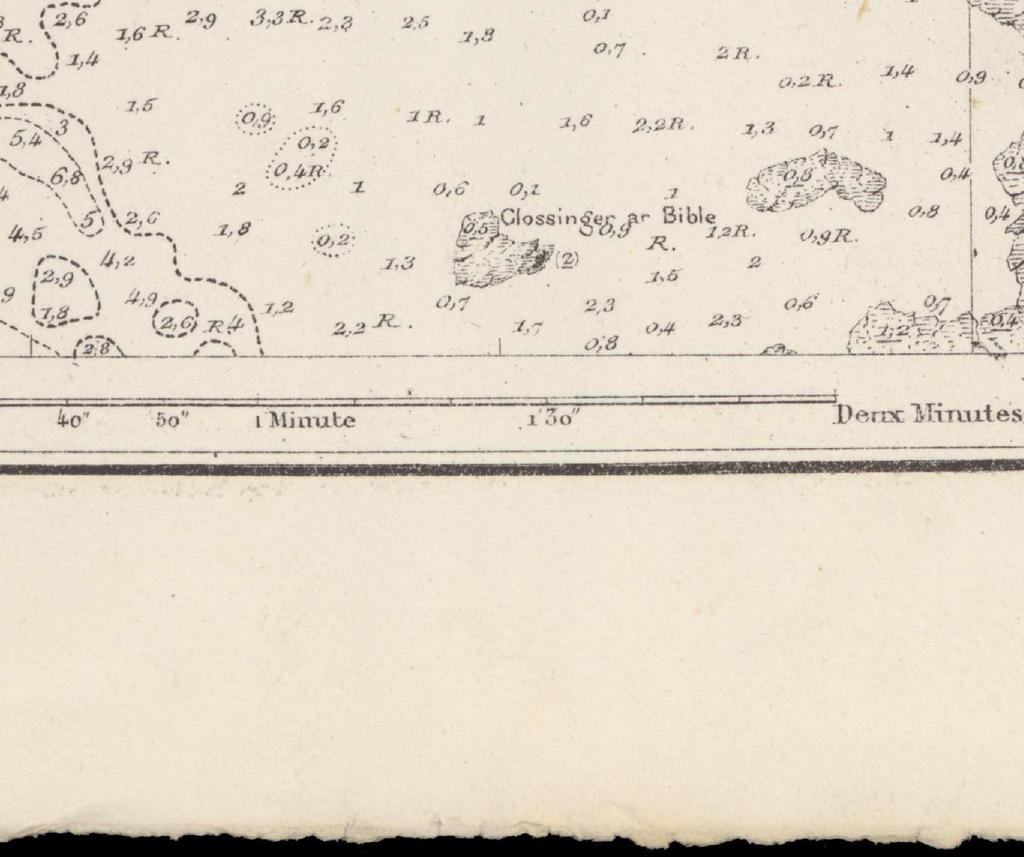 2,6 2,9 3,3 R. 2,3 2,5 0,1
R. 1,6 R. 1,8 0,7 2 R.
1,4 0,2 R. 1,4 0,9
1,8 1,5 0,9 1,6 1 R. 1 1,6 2,2 R. 1,3 0,7 1 1,4
3 5,4 0,2
2,9 R. 0,4 R 6,8 0,8 0,4
4 2 1 0,6 0,1 1
5 2,6 0,5 Clossinger ar Bible 0,8 0,4
4,5 1,8 0,2 0,9 R. 1,2 R. 0,9 R.
4,2 1,3 (2) 2
2,9 1,5
9 4,9 1,2 0,7 2,3 0,6 0,7
1,8 2,6 R 4 2,2 R. 1,7 0,4 2,3 1,2 0,4
2,8 0,8
40" 50" 1 Minute 1'30" Deux Minutes